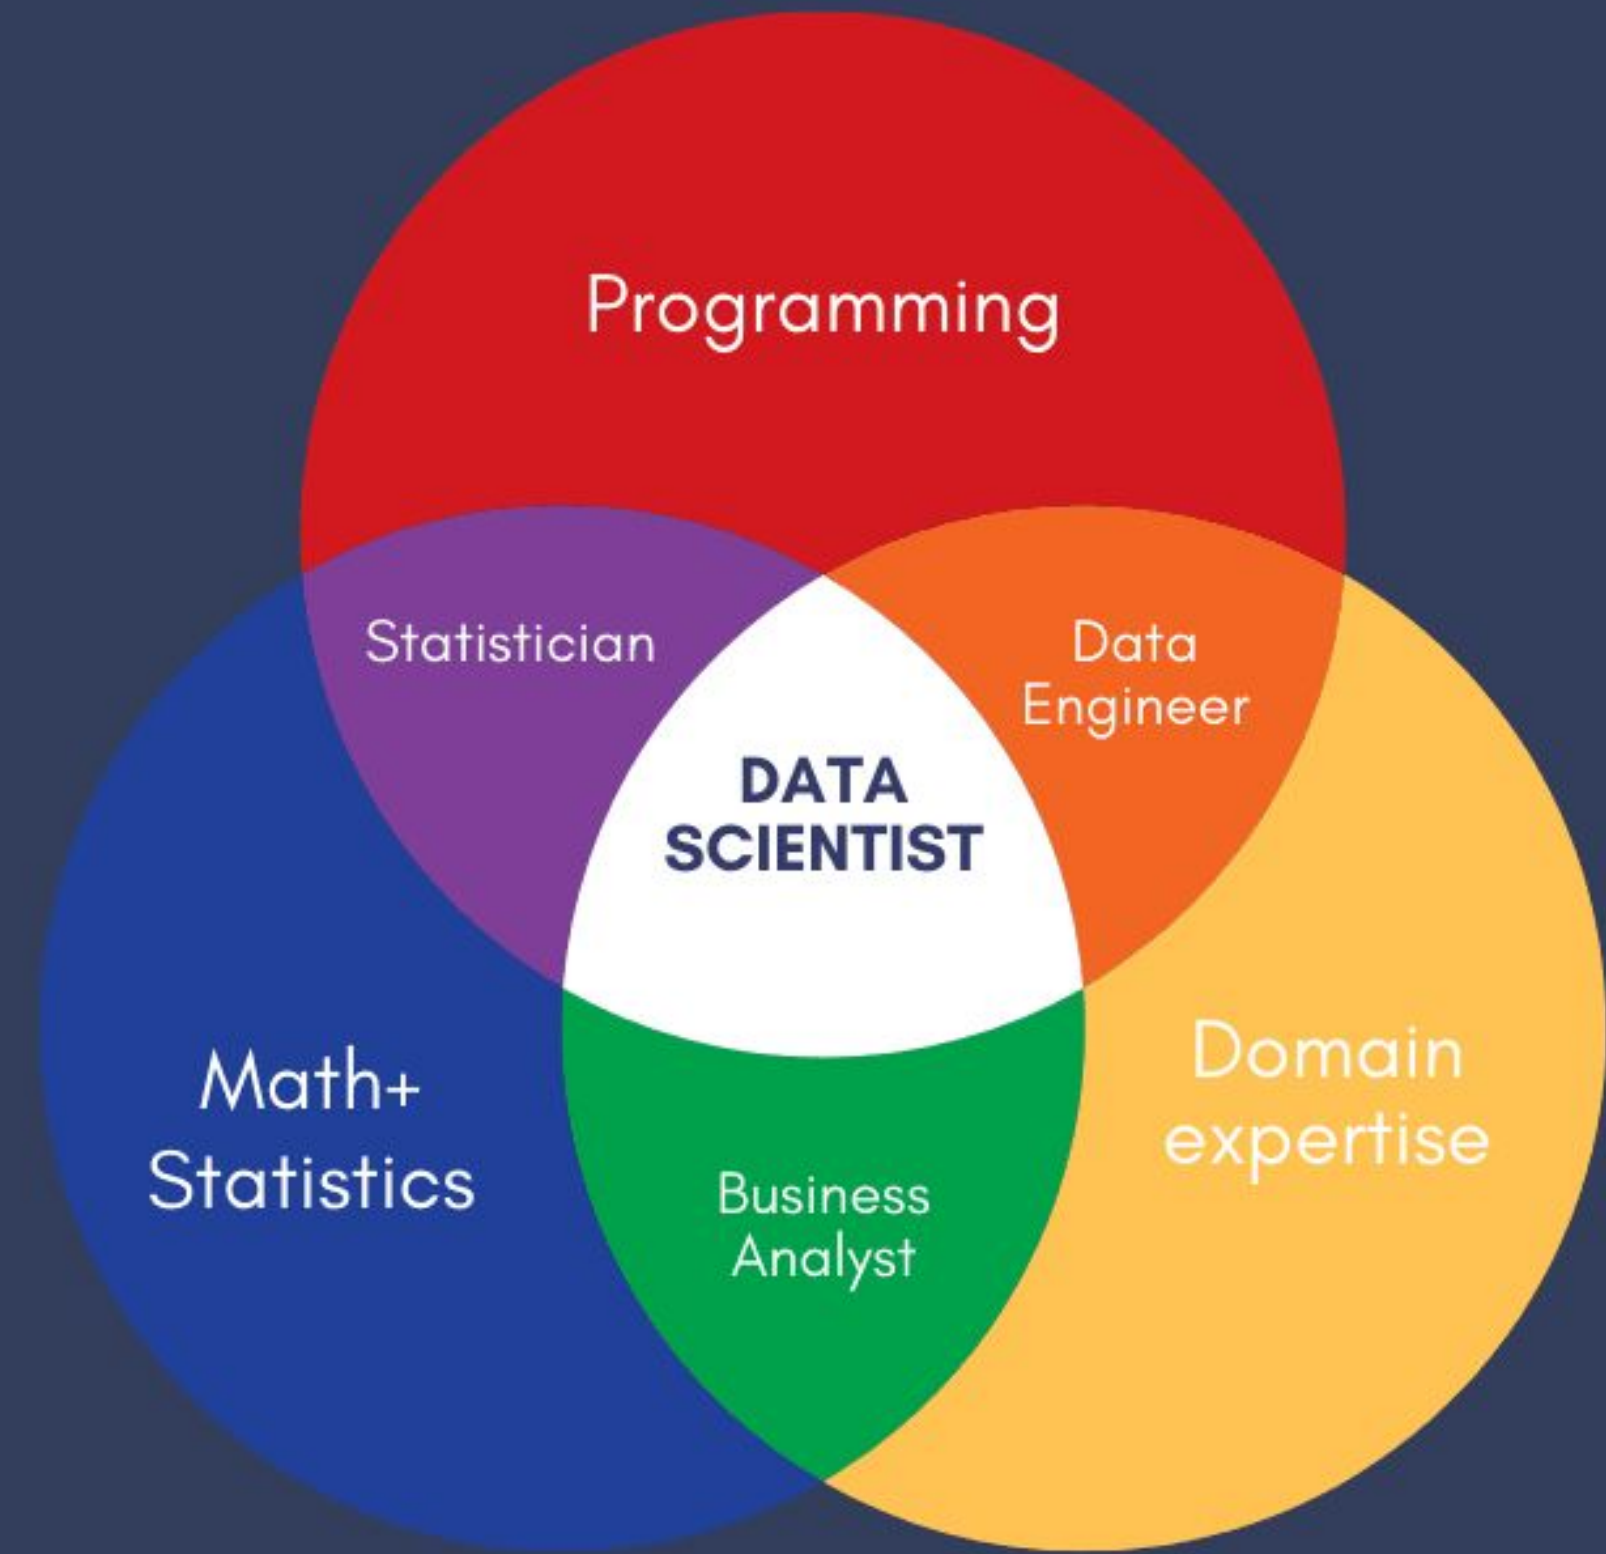 Programming
Statistician
Data
Engineer
DATA
SCIENTIST
Math+
Statistics
Domain
expertise
Business
Analyst